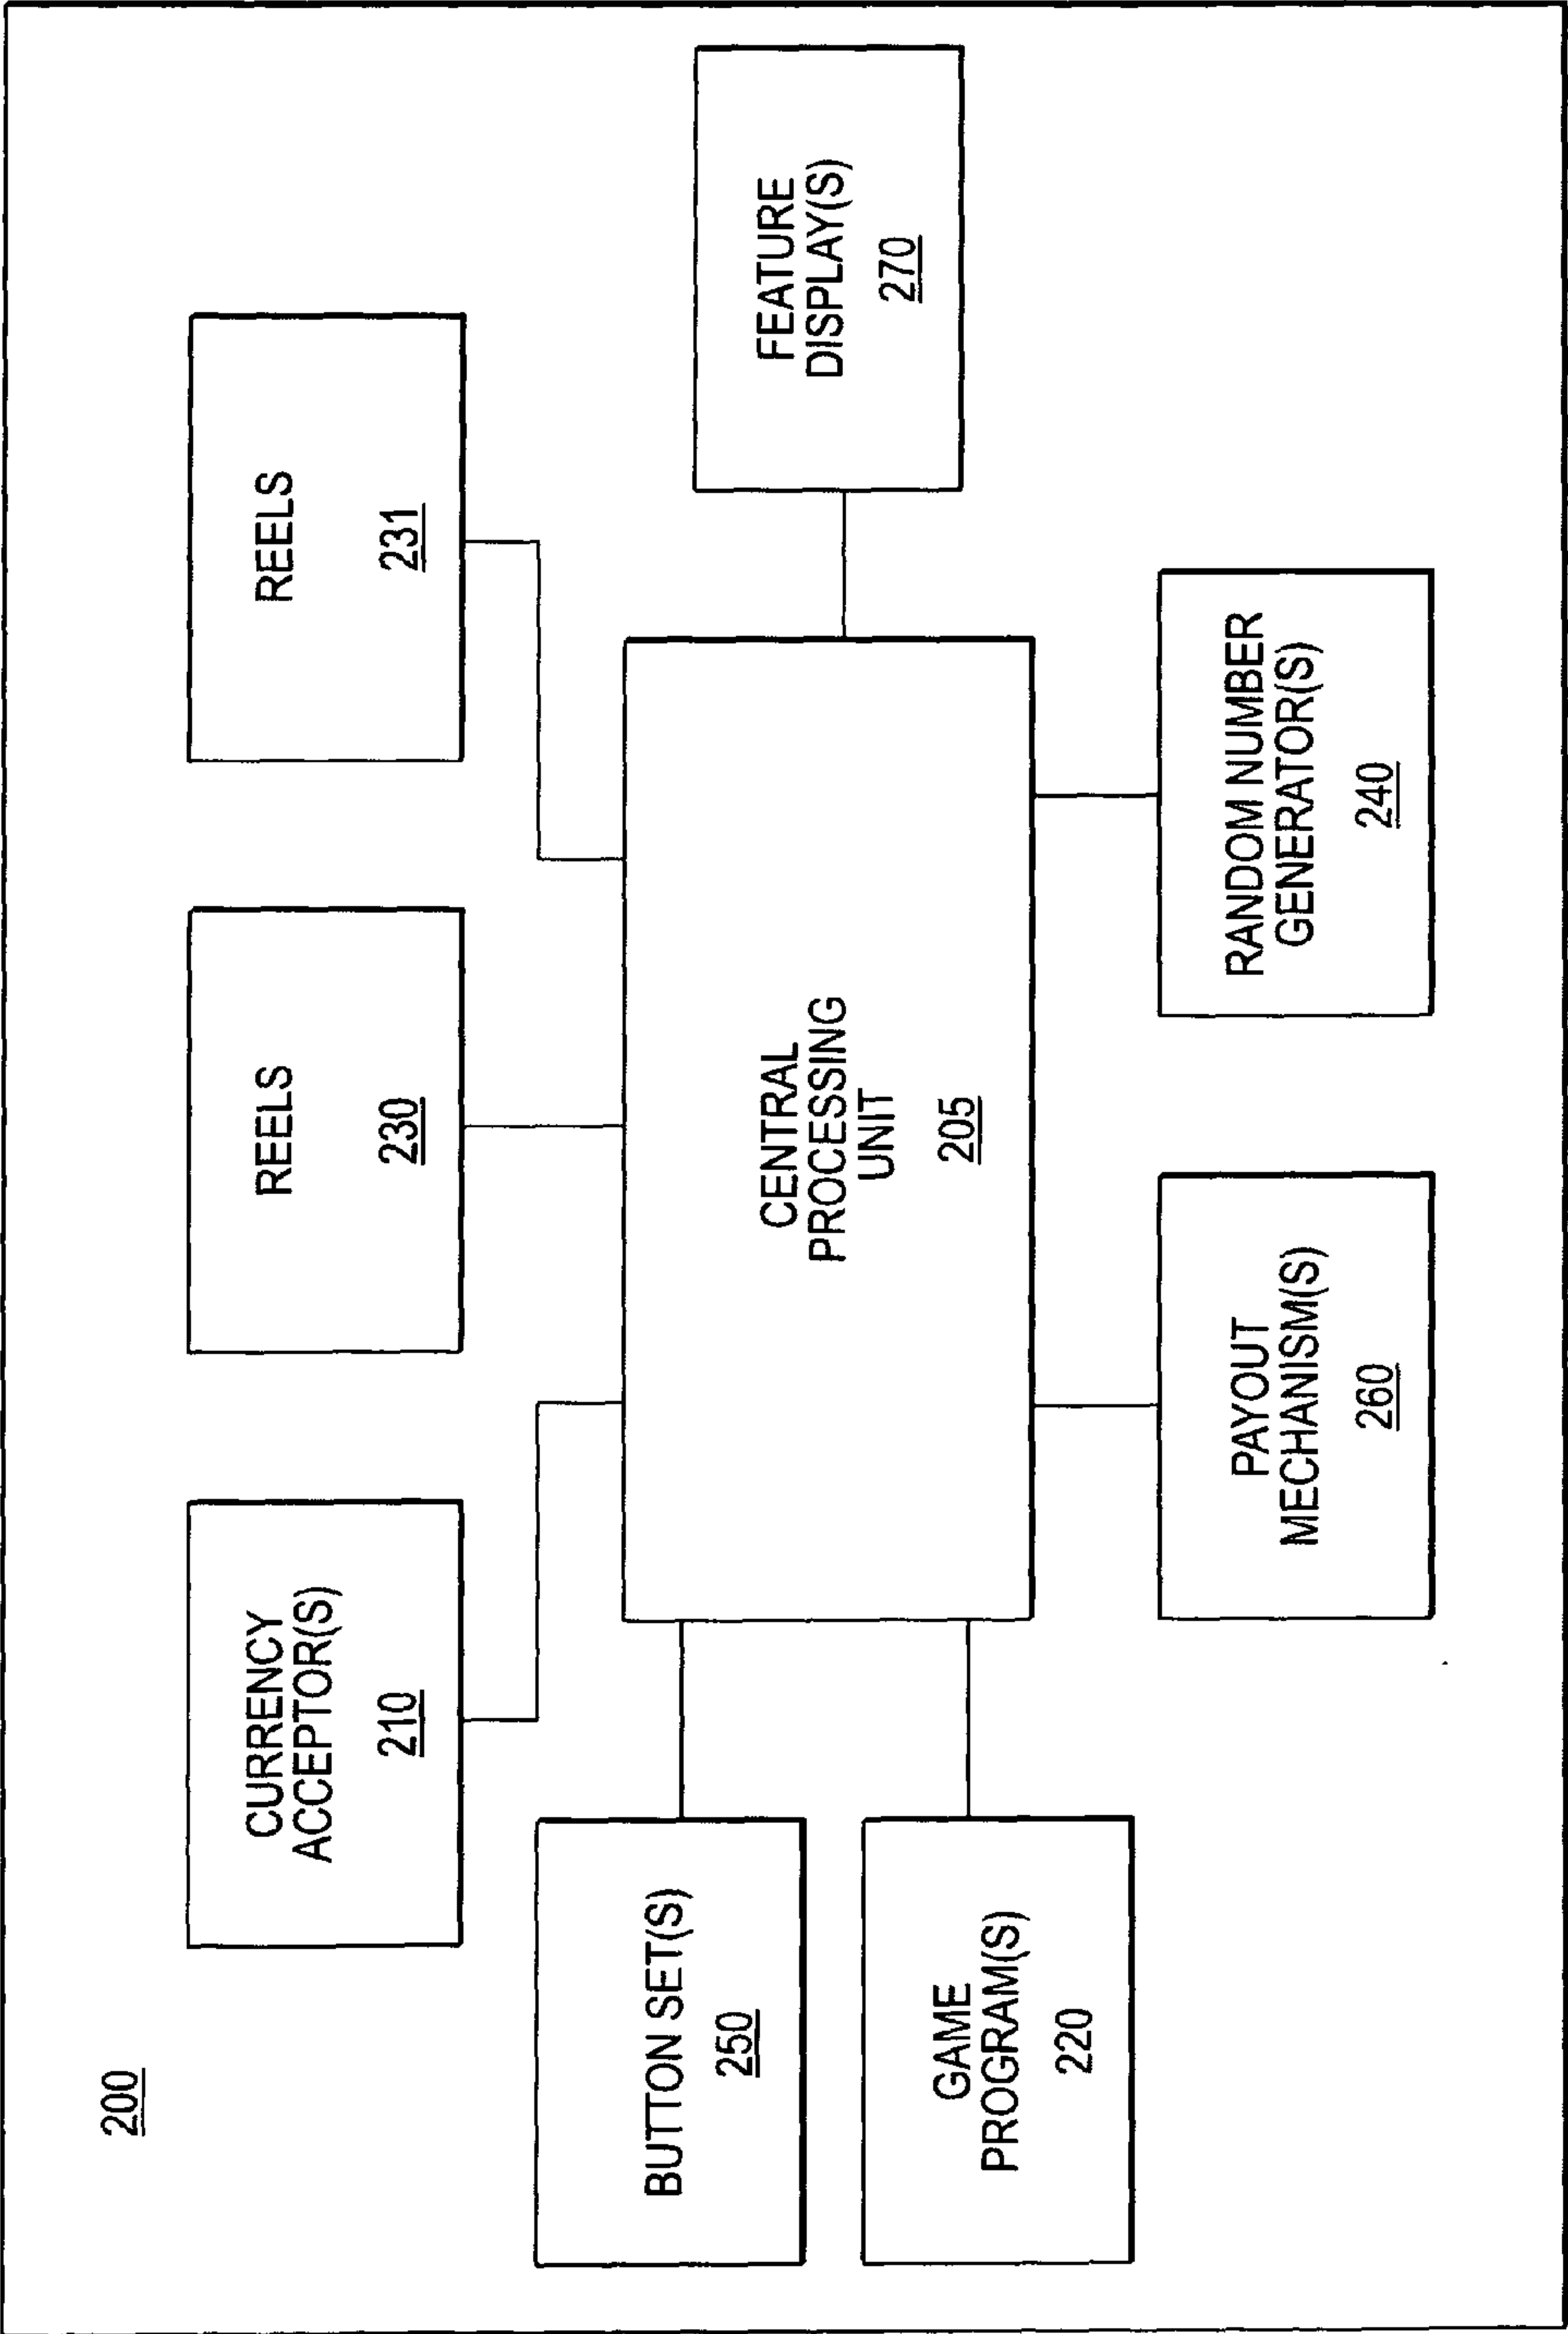 200
CURRENCY
ACCEPTOR(S)
210
REELS
230
REELS
231
BUTTON SET(S)
250
GAME
PROGRAM(S)
220
CENTRAL
PROCESSING
UNIT
205
FEATURE
DISPLAY(S)
270
PAYOUT
MECHANISM(S)
260
RANDOM NUMBER
GENERATOR(S)
240